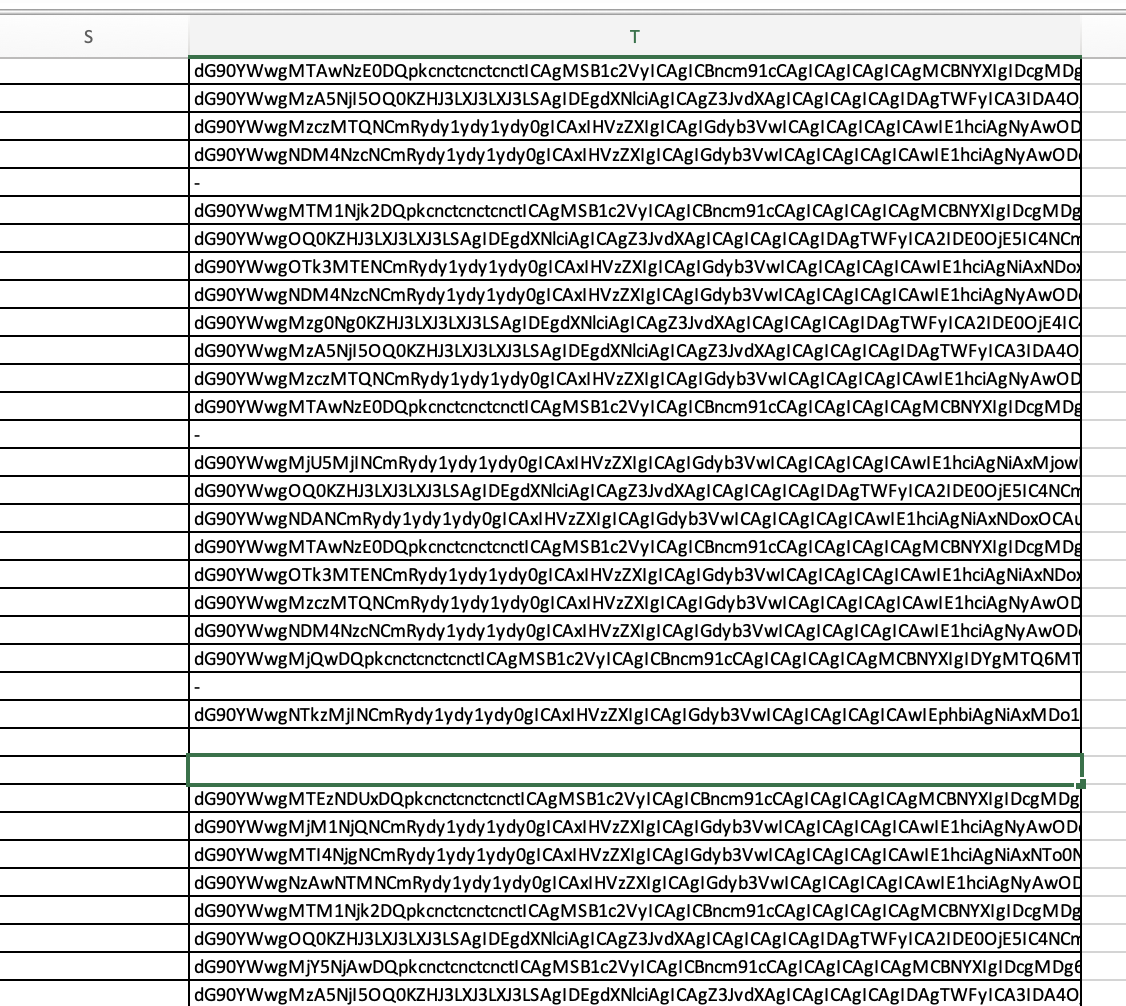 S T
dG90YWwgMTAwNzE0DQpkcnctcnctcnctICAgMSB1c2VyICAgICBncm91cCAgICAgICAgICAgMCBNYXIgIDcgMDg
dG90YWwgMzA5NjI5OQ0KZHJ3LXJ3LXJ3LSAgIDEgdXNlciAgICAgZ3JvdXAgICAgICAgICAgIDAgTWFyICA3IDA4O
dG90YWwgMzczMTQNCmRydy1ydy1ydy0gICAxIHVzZXIgICAgIGdyb3VwICAgICAgICAgICAwIE1hciAgNyAwOD
dG90YWwgNDM4NzcNCmRydy1ydy1ydy0gICAxIHVzZXIgICAgIGdyb3VwICAgICAgICAgICAwIE1hciAgNyAwOD
-
dG90YWwgMTM1Njk2DQpkcnctcnctcnctICAgMSB1c2VyICAgICBncm91cCAgICAgICAgICAgMCBNYXIgIDcgMDg
dG90YWwgOQ0KZHJ3LXJ3LXJ3LSAgIDEgdXNlciAgICAgZ3JvdXAgICAgICAgICAgIDAgTWFyICA2IDE0OjE5IC4NCm
dG90YWwgOTk3MTENCmRydy1ydy1ydy0gICAxIHVzZXIgICAgIGdyb3VwICAgICAgICAgICAwIE1hciAgNiAxNDox
dG90YWwgNDM4NzcNCmRydy1ydy1ydy0gICAxIHVzZXIgICAgIGdyb3VwICAgICAgICAgICAwIE1hciAgNyAwOD
dG90YWwgMzg0Ng0KZHJ3LXJ3LXJ3LSAgIDEgdXNlciAgICAgZ3JvdXAgICAgICAgICAgIDAgTWFyICA2IDE0OjE4IC
dG90YWwgMzA5NjI5OQ0KZHJ3LXJ3LXJ3LSAgIDEgdXNlciAgICAgZ3JvdXAgICAgICAgICAgIDAgTWFyICA3IDA4O
dG90YWwgMzczMTQNCmRydy1ydy1ydy0gICAxIHVzZXIgICAgIGdyb3VwICAgICAgICAgICAwIE1hciAgNyAwOD
dG90YWwgMTAwNzE0DQpkcnctcnctcnctICAgMSB1c2VyICAgICBncm91cCAgICAgICAgICAgMCBNYXIgIDcgMDg
-
dG90YWwgMjU5MjINCmRydy1ydy1ydy0gICAxIHVzZXIgICAgIGdyb3VwICAgICAgICAgICAwIE1hciAgNiAxMjow
dG90YWwgOQ0KZHJ3LXJ3LXJ3LSAgIDEgdXNlciAgICAgZ3JvdXAgICAgICAgICAgIDAgTWFyICA2IDE0OjE5IC4NCm
dG90YWwgNDANCmRydy1ydy1ydy0gICAxIHVzZXIgICAgIGdyb3VwICAgICAgICAgICAwIE1hciAgNiAxNDoxOCAu
dG90YWwgMTAwNzE0DQpkcnctcnctcnctICAgMSB1c2VyICAgICBncm91cCAgICAgICAgICAgMCBNYXIgIDcgMDg
dG90YWwgOTk3MTENCmRydy1ydy1ydy0gICAxIHVzZXIgICAgIGdyb3VwICAgICAgICAgICAwIE1hciAgNiAxNDox
dG90YWwgMzczMTQNCmRydy1ydy1ydy0gICAxIHVzZXIgICAgIGdyb3VwICAgICAgICAgICAwIE1hciAgNyAwOD
dG90YWwgNDM4NzcNCmRydy1ydy1ydy0gICAxIHVzZXIgICAgIGdyb3VwICAgICAgICAgICAwIE1hciAgNyAwOD
dG90YWwgMjQwDQpkcnctcnctcnctICAgMSB1c2VyICAgICBncm91cCAgICAgICAgICAgMCBNYXIgIDYgMTQ6MT
-
dG90YWwgNTkzMjINCmRydy1ydy1ydy0gICAxIHVzZXIgICAgIGdyb3VwICAgICAgICAgICAwIEphbiAgNiAxMDo1
dG90YWwgMTEzNDUxDQpkcnctcnctcnctICAgMSB1c2VyICAgICBncm91cCAgICAgICAgICAgMCBNYXIgIDcgMDg
dG90YWwgMjM1NjQNCmRydy1ydy1ydy0gICAxIHVzZXIgICAgIGdyb3VwICAgICAgICAgICAwIE1hciAgNyAwOD
dG90YWwgMTI4NjgNCmRydy1ydy1ydy0gICAxIHVzZXIgICAgIGdyb3VwICAgICAgICAgICAwIE1hciAgNiAxNTo0N
dG90YWwgNzAwNTMNCmRydy1ydy1ydy0gICAxIHVzZXIgICAgIGdyb3VwICAgICAgICAgICAwIE1hciAgNyAwOD
dG90YWwgMTM1Njk2DQpkcnctcnctcnctICAgMSB1c2VyICAgICBncm91cCAgICAgICAgICAgMCBNYXIgIDcgMDg
dG90YWwgOQ0KZHJ3LXJ3LXJ3LSAgIDEgdXNlciAgICAgZ3JvdXAgICAgICAgICAgIDAgTWFyICA2IDE0OjE5IC4NCm
dG90YWwgMjY5NjAwDQpkcnctcnctcnctICAgMSB1c2VyICAgICBncm91cCAgICAgICAgICAgMCBNYXIgIDcgMDg6
dG90YWwgMzA5NjI5OQ0KZHJ3LXJ3LXJ3LSAgIDEgdXNlciAgICAgZ3JvdXAgICAgICAgICAgIDAgTWFyICA3IDA4O